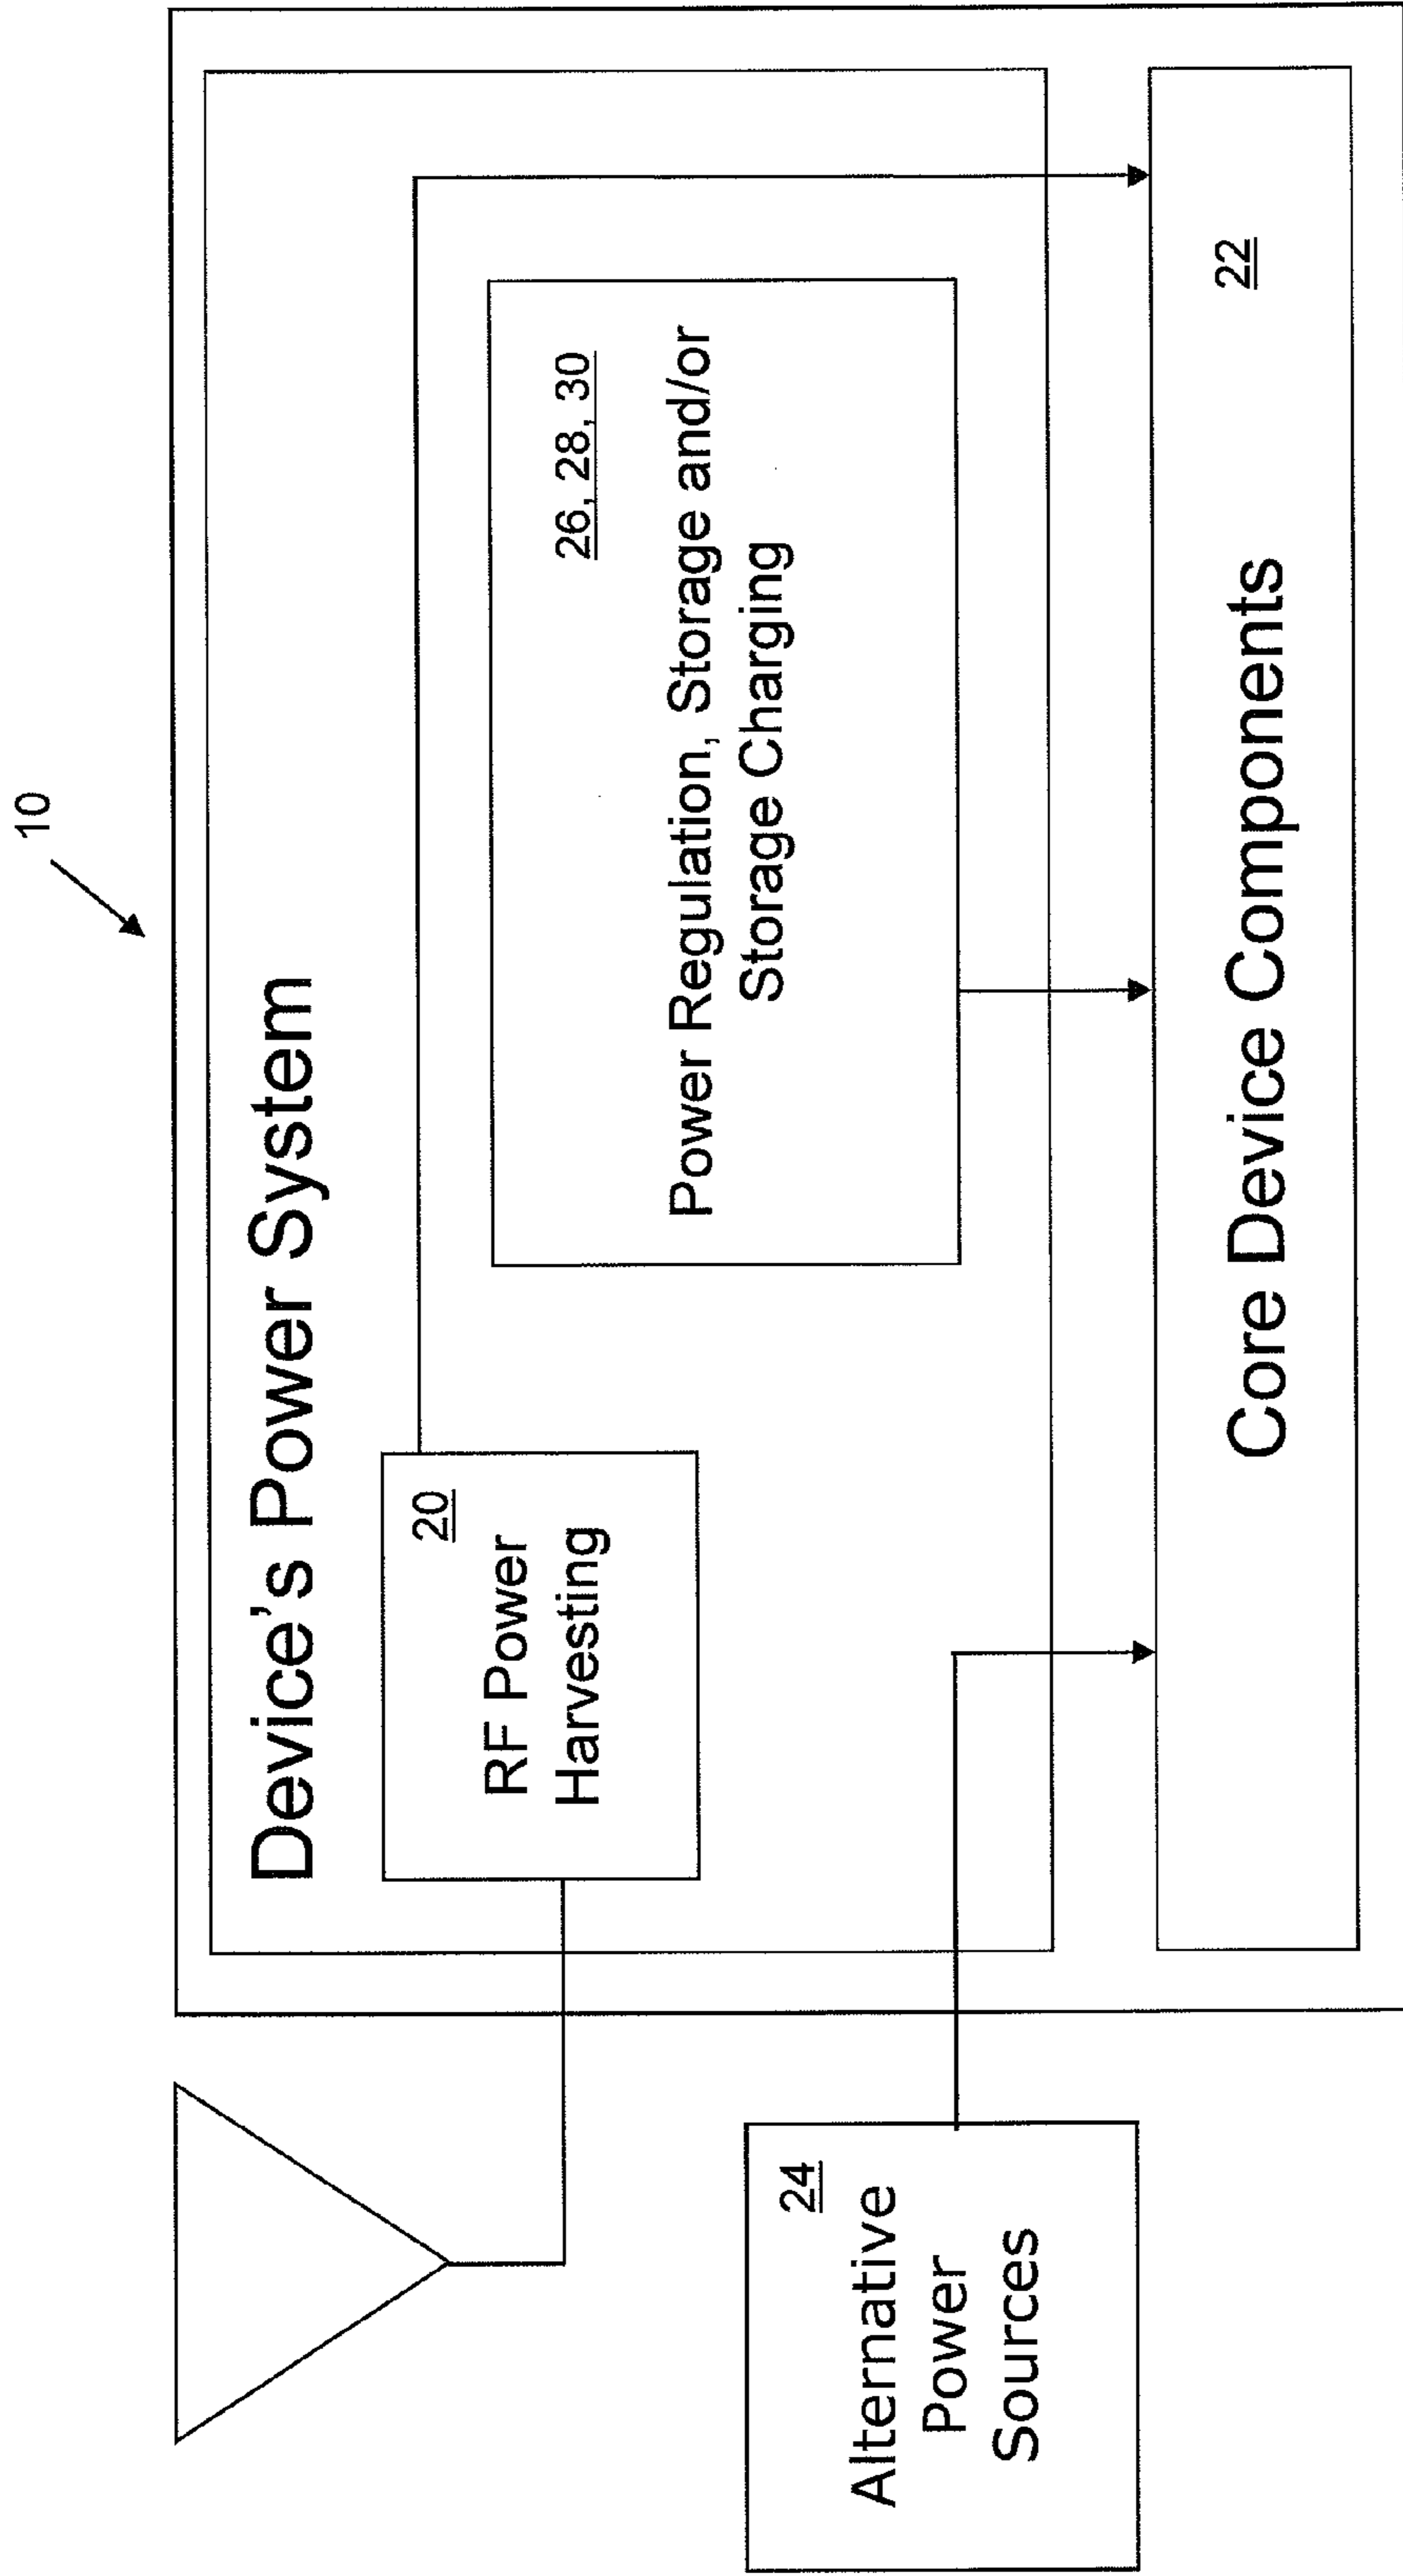 10
Device's Power System
20
RF Power
Harvesting
26, 28, 30
Power Regulation, Storage and/or
Storage Charging
24
Alternative
Power
Sources
22
Core Device Components